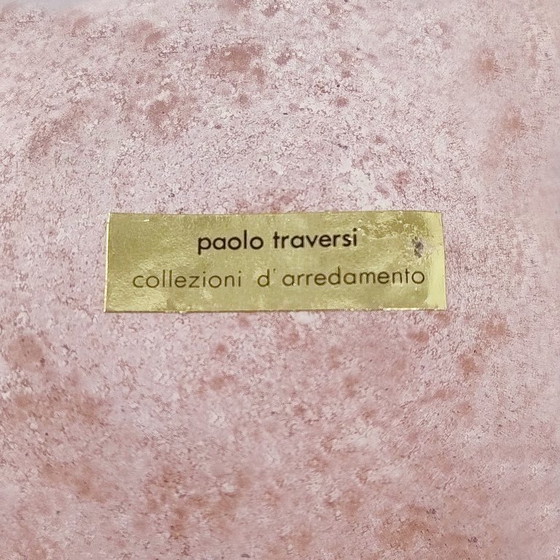 paolo traversi
collezioni d'arredamento